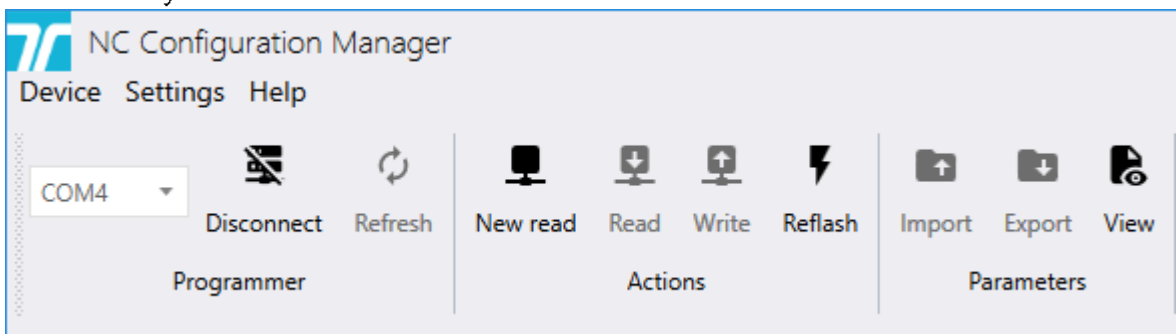 NC Configuration Manager
Device Settings Help
COM4
Disconnect Refresh New read Read Write Reflash Import Export View
Programmer Actions Parameters